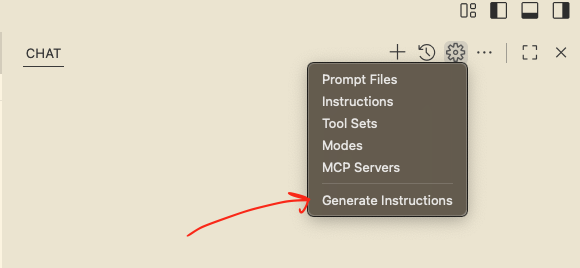 CHAT
Prompt Files
Instructions
Tool Sets
Modes
MCP Servers
Generate Instructions